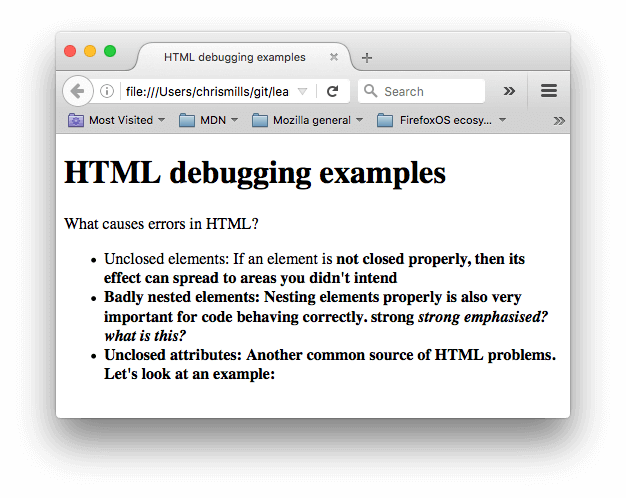 HTML debugging examples
file:///Users/chrismills/git/lea
Search
Most Visited
MDN
Mozilla general
FirefoxOS ecosy...
HTML debugging examples
What causes errors in HTML?
Unclosed elements: If an element is not closed properly, then its
effect can spread to areas you didn't intend
Badly nested elements: Nesting elements properly is also very
important for code behaving correctly. strong strong emphasised?
what is this?
Unclosed attributes: Another common source of HTML problems.
Let's look at an example: